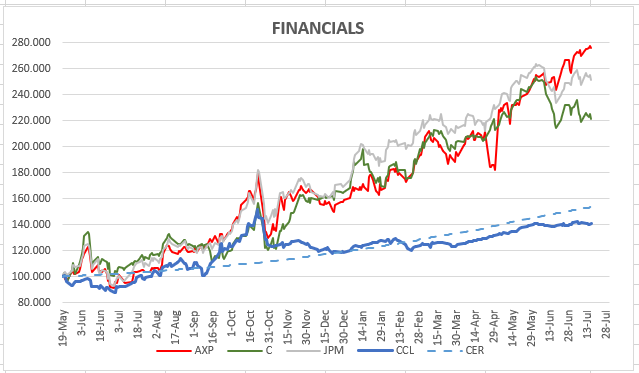 FINANCIALS
280.000
260.000
240.000
220.000
200.000
180.000
160.000
140.000
120.000
100.000
80.000
19-May
3-Jun
18-Jun
3-Jul
18-Jul
2-Aug
17-Aug
1-Sep
16-Sep
1-Oct
16-Oct
31-Oct
15-Nov
30-Nov
15-Dec
30-Dec
14-Jan
29-Jan
13-Feb
28-Feb
15-Mar
30-Mar
14-Apr
29-Apr
14-May
29-May
13-Jun
28-Jun
13-Jul
28-Jul
AXP C JPM CCL CER